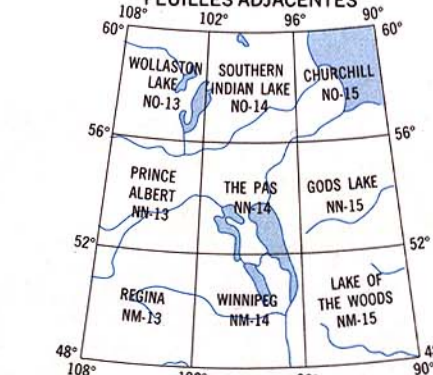 FEUILLES ADJACENTES
108° 102° 96° 90°
60° 60°
WOLLASTON
LAKE
NO-13
SOUTHERN
INDIAN LAKE
NO-14
CHURCHILL
NO-15
56° 56°
PRINCE
ALBERT
NN-13
THE PAS
NN-14
GODS LAKE
NN-15
52° 52°
REGINA
NM-13
WINNIPEG
NM-14
LAKE OF
THE WOODS
NM-15
48°
108° 90°